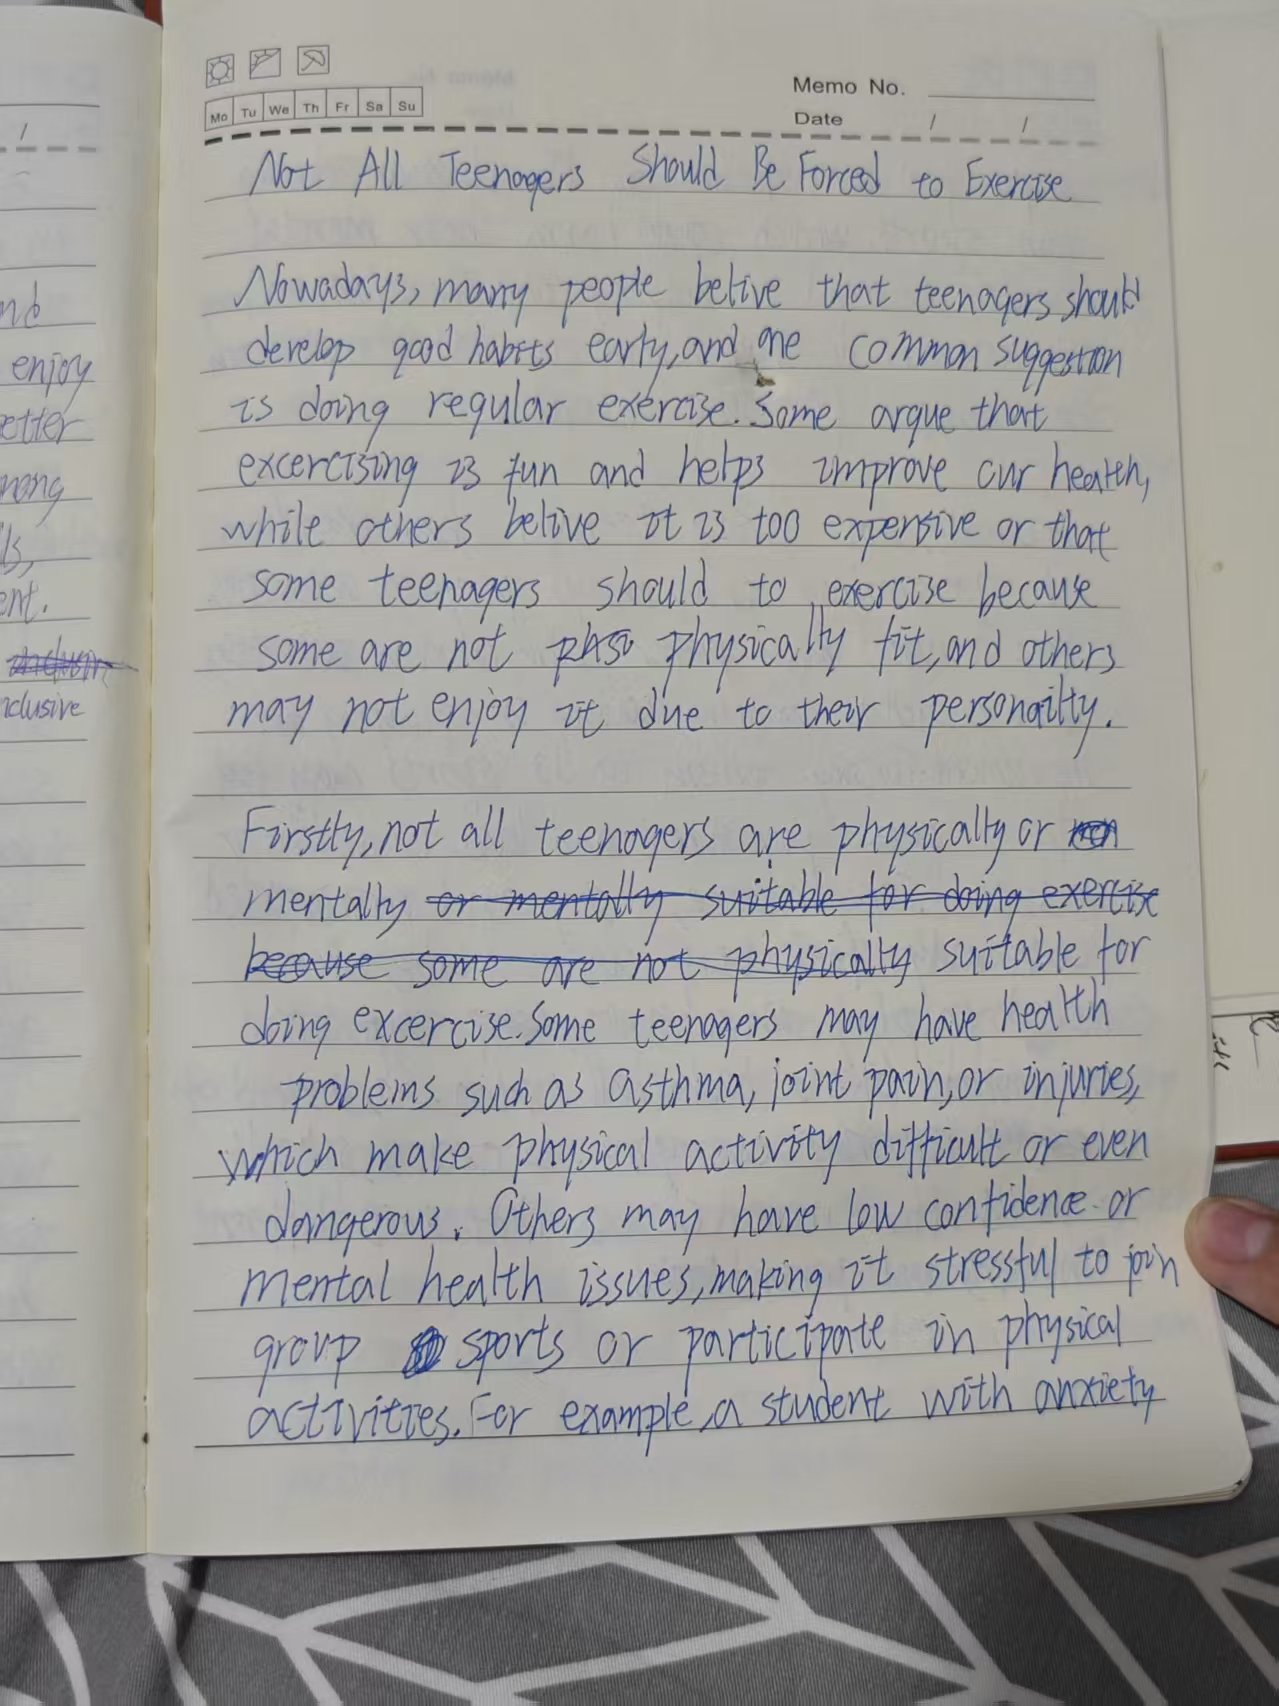 Mo Tu We Th Fr Sa Su
Memo No.
Date / /
Not All Teenagers Should Be Forced to Exercise
Nowadays, many people belive that teenagers should
develop good habits early, and one common suggestion
is doing regular exercise. Some argue that
excercising is fun and helps improve our health,
while others belive it is too expensive or that
some teenagers should to exercise because
some are not physically fit, and others
may not enjoy it due to their personailty.
Firstly, not all teenagers are physically or
mentally or mentally suitable for doing exercise
because some are not physically suitable for
doing excercise. Some teenagers may have health
problems such as asthma, joint pain, or injuries,
which make physical activity difficult or even
dangerous. Others may have low confidence or
mental health issues, making it stressful to join
group sports or participate in physical
activities. For example, a student with anxiety
/
enjoy
etter
ent.
nclusive